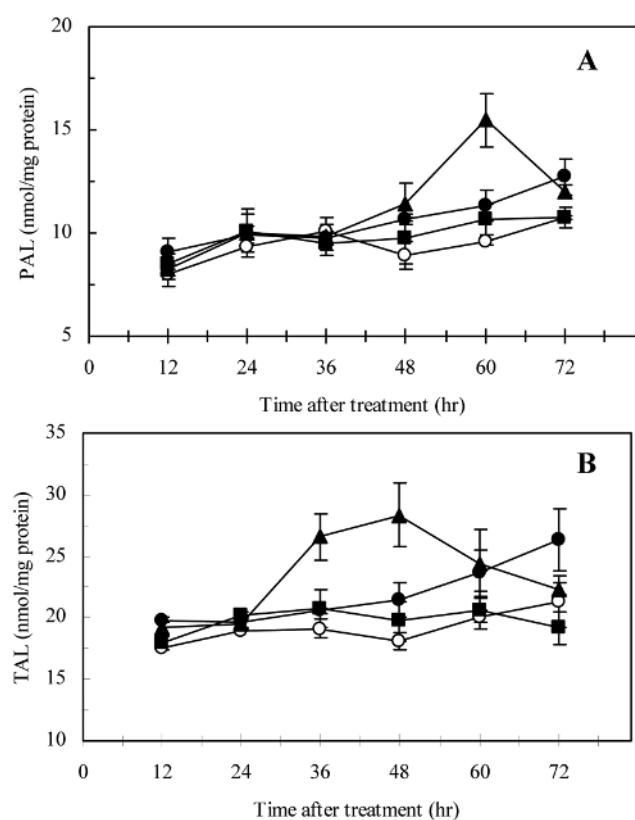 20
A
15
10
5
PAL (nmol/mg protein)
0 12 24 36 48 60 72
Time after treatment (hr)
35
B
30
25
20
15
10
TAL (nmol/mg protein)
0 12 24 36 48 60 72
Time after treatment (hr)